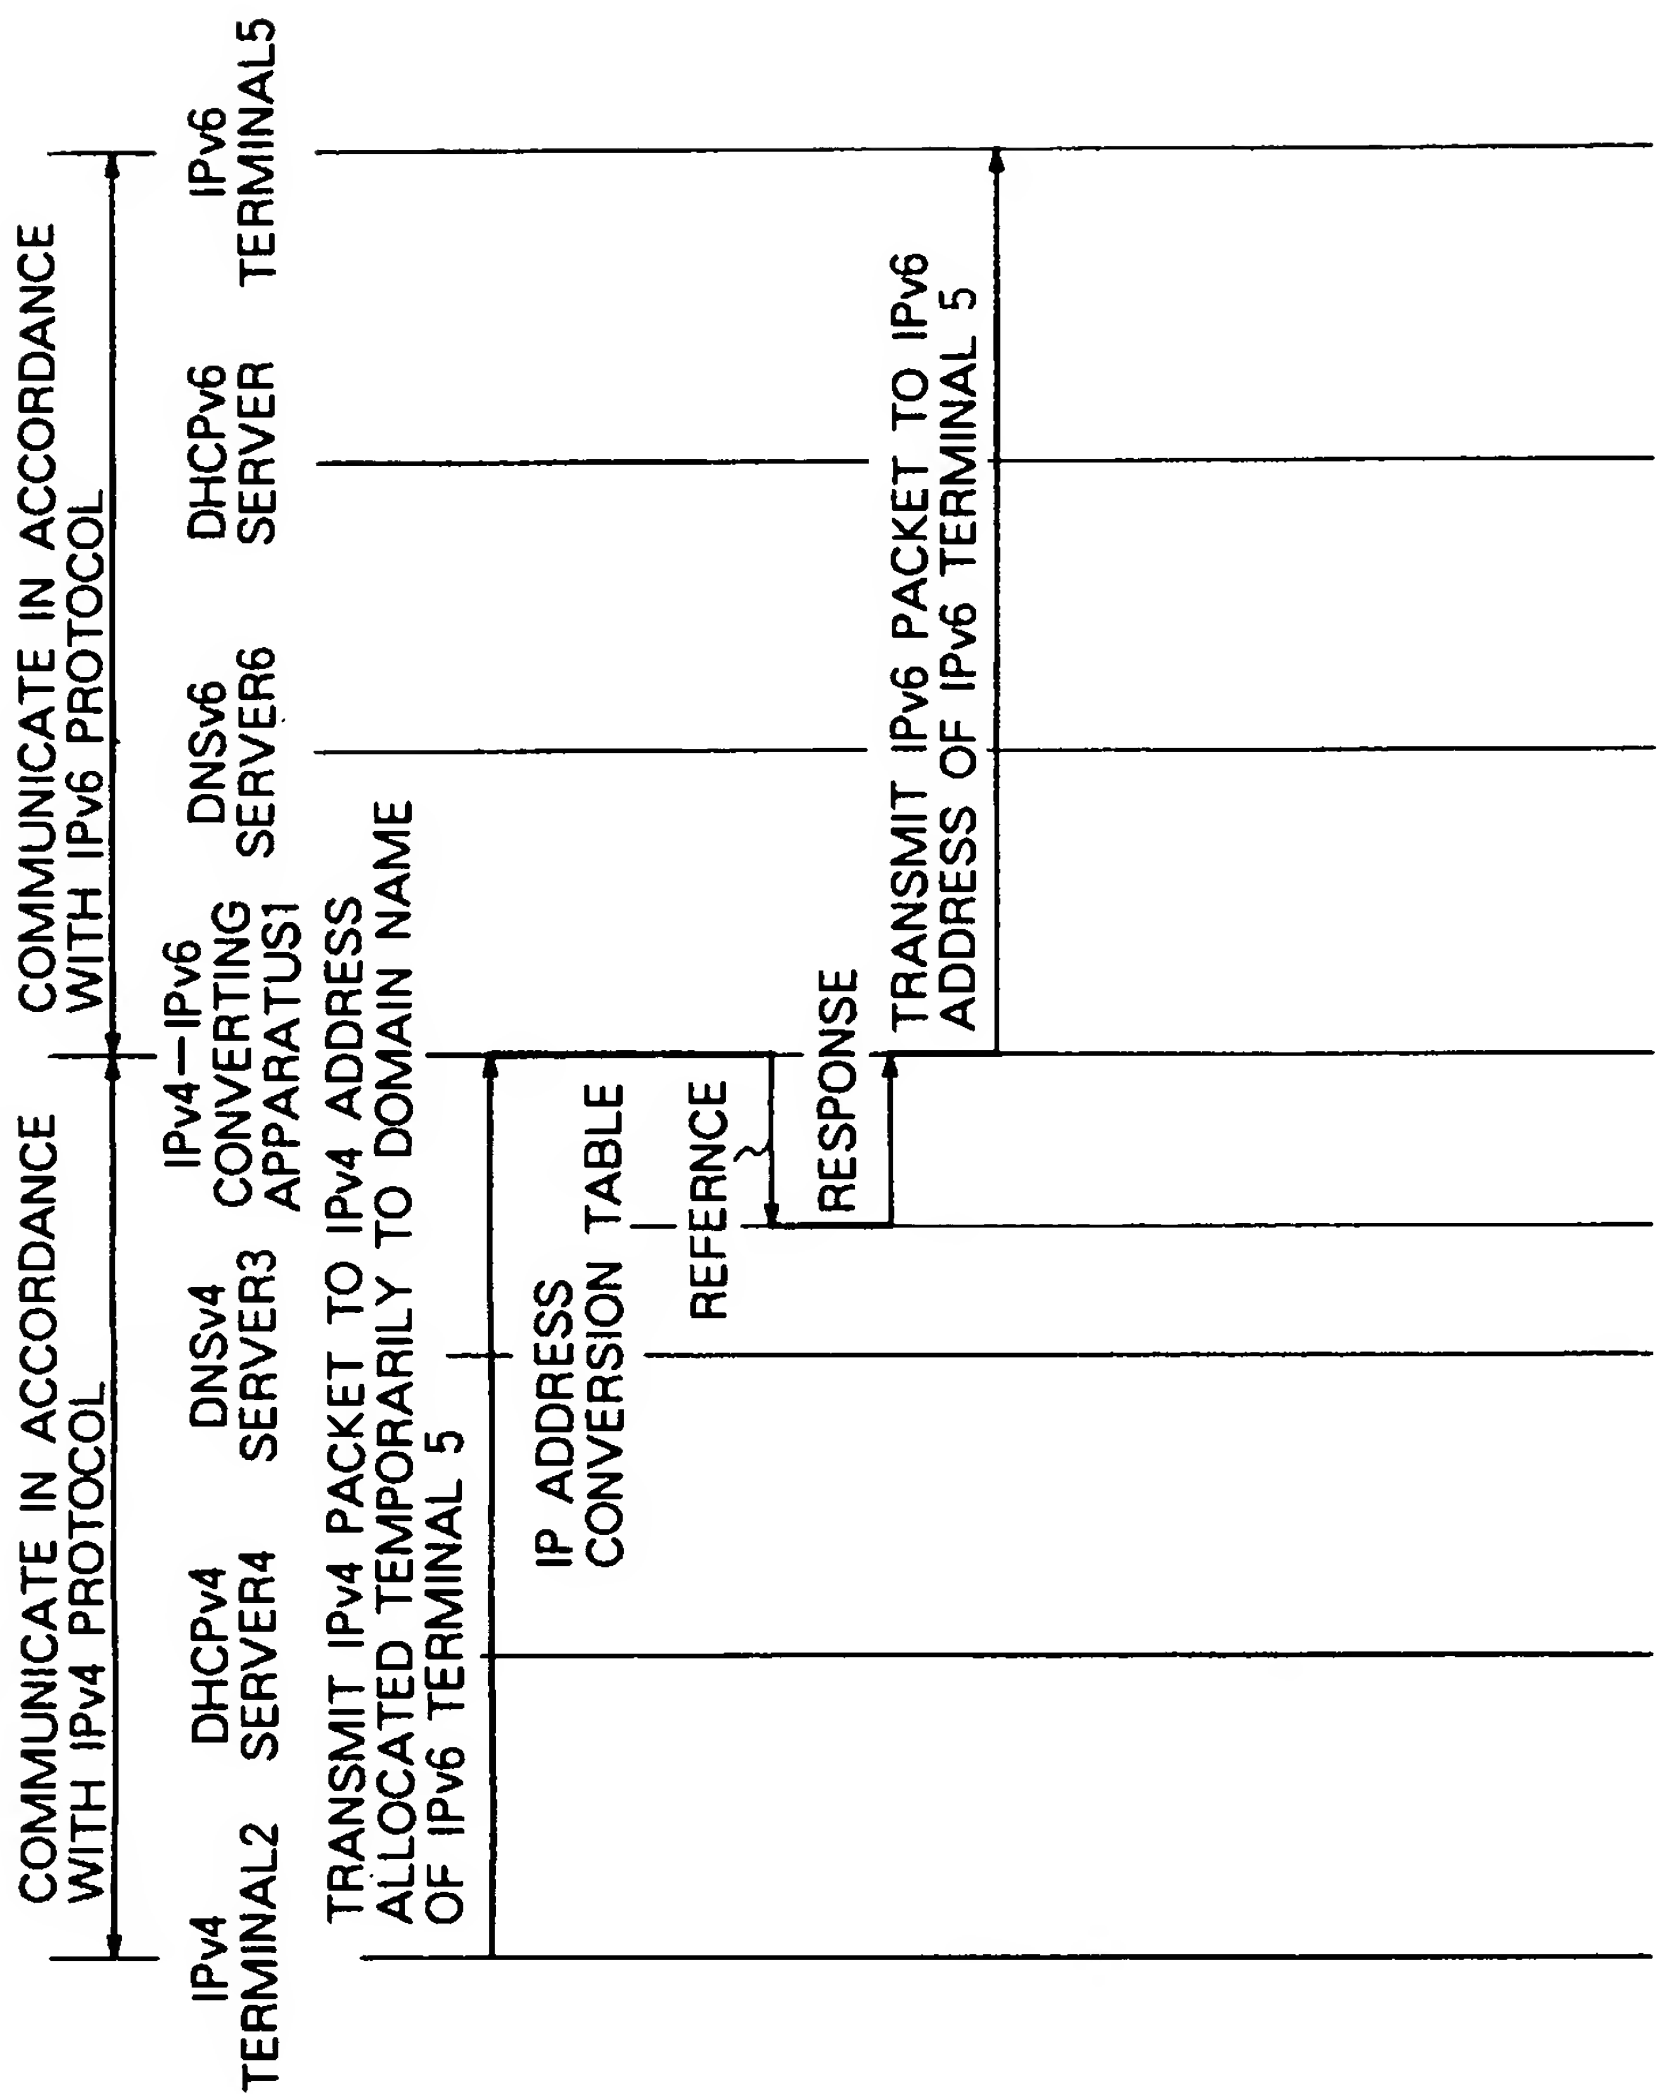 COMMUNICATE IN ACCORDANCE
WITH IPv4 PROTOCOL
COMMUNICATE IN ACCORDANCE
WITH IPv6 PROTOCOL
IPv4
TERMINAL2
DHCPv4
SERVER4
DNSv4
SERVER3
IPv4-IPv6
CONVERTING
APPARATUS1
DNSv6
SERVER6
DHCPv6
SERVER
IPv6
TERMINAL5
TRANSMIT IPv4 PACKET TO IPv4 ADDRESS
ALLOCATED TEMPORARILY TO DOMAIN NAME
OF IPv6 TERMINAL 5
IP ADDRESS
CONVERSION TABLE
REFERNCE
RESPONSE
TRANSMIT IPv6 PACKET TO IPv6
ADDRESS OF IPv6 TERMINAL 5